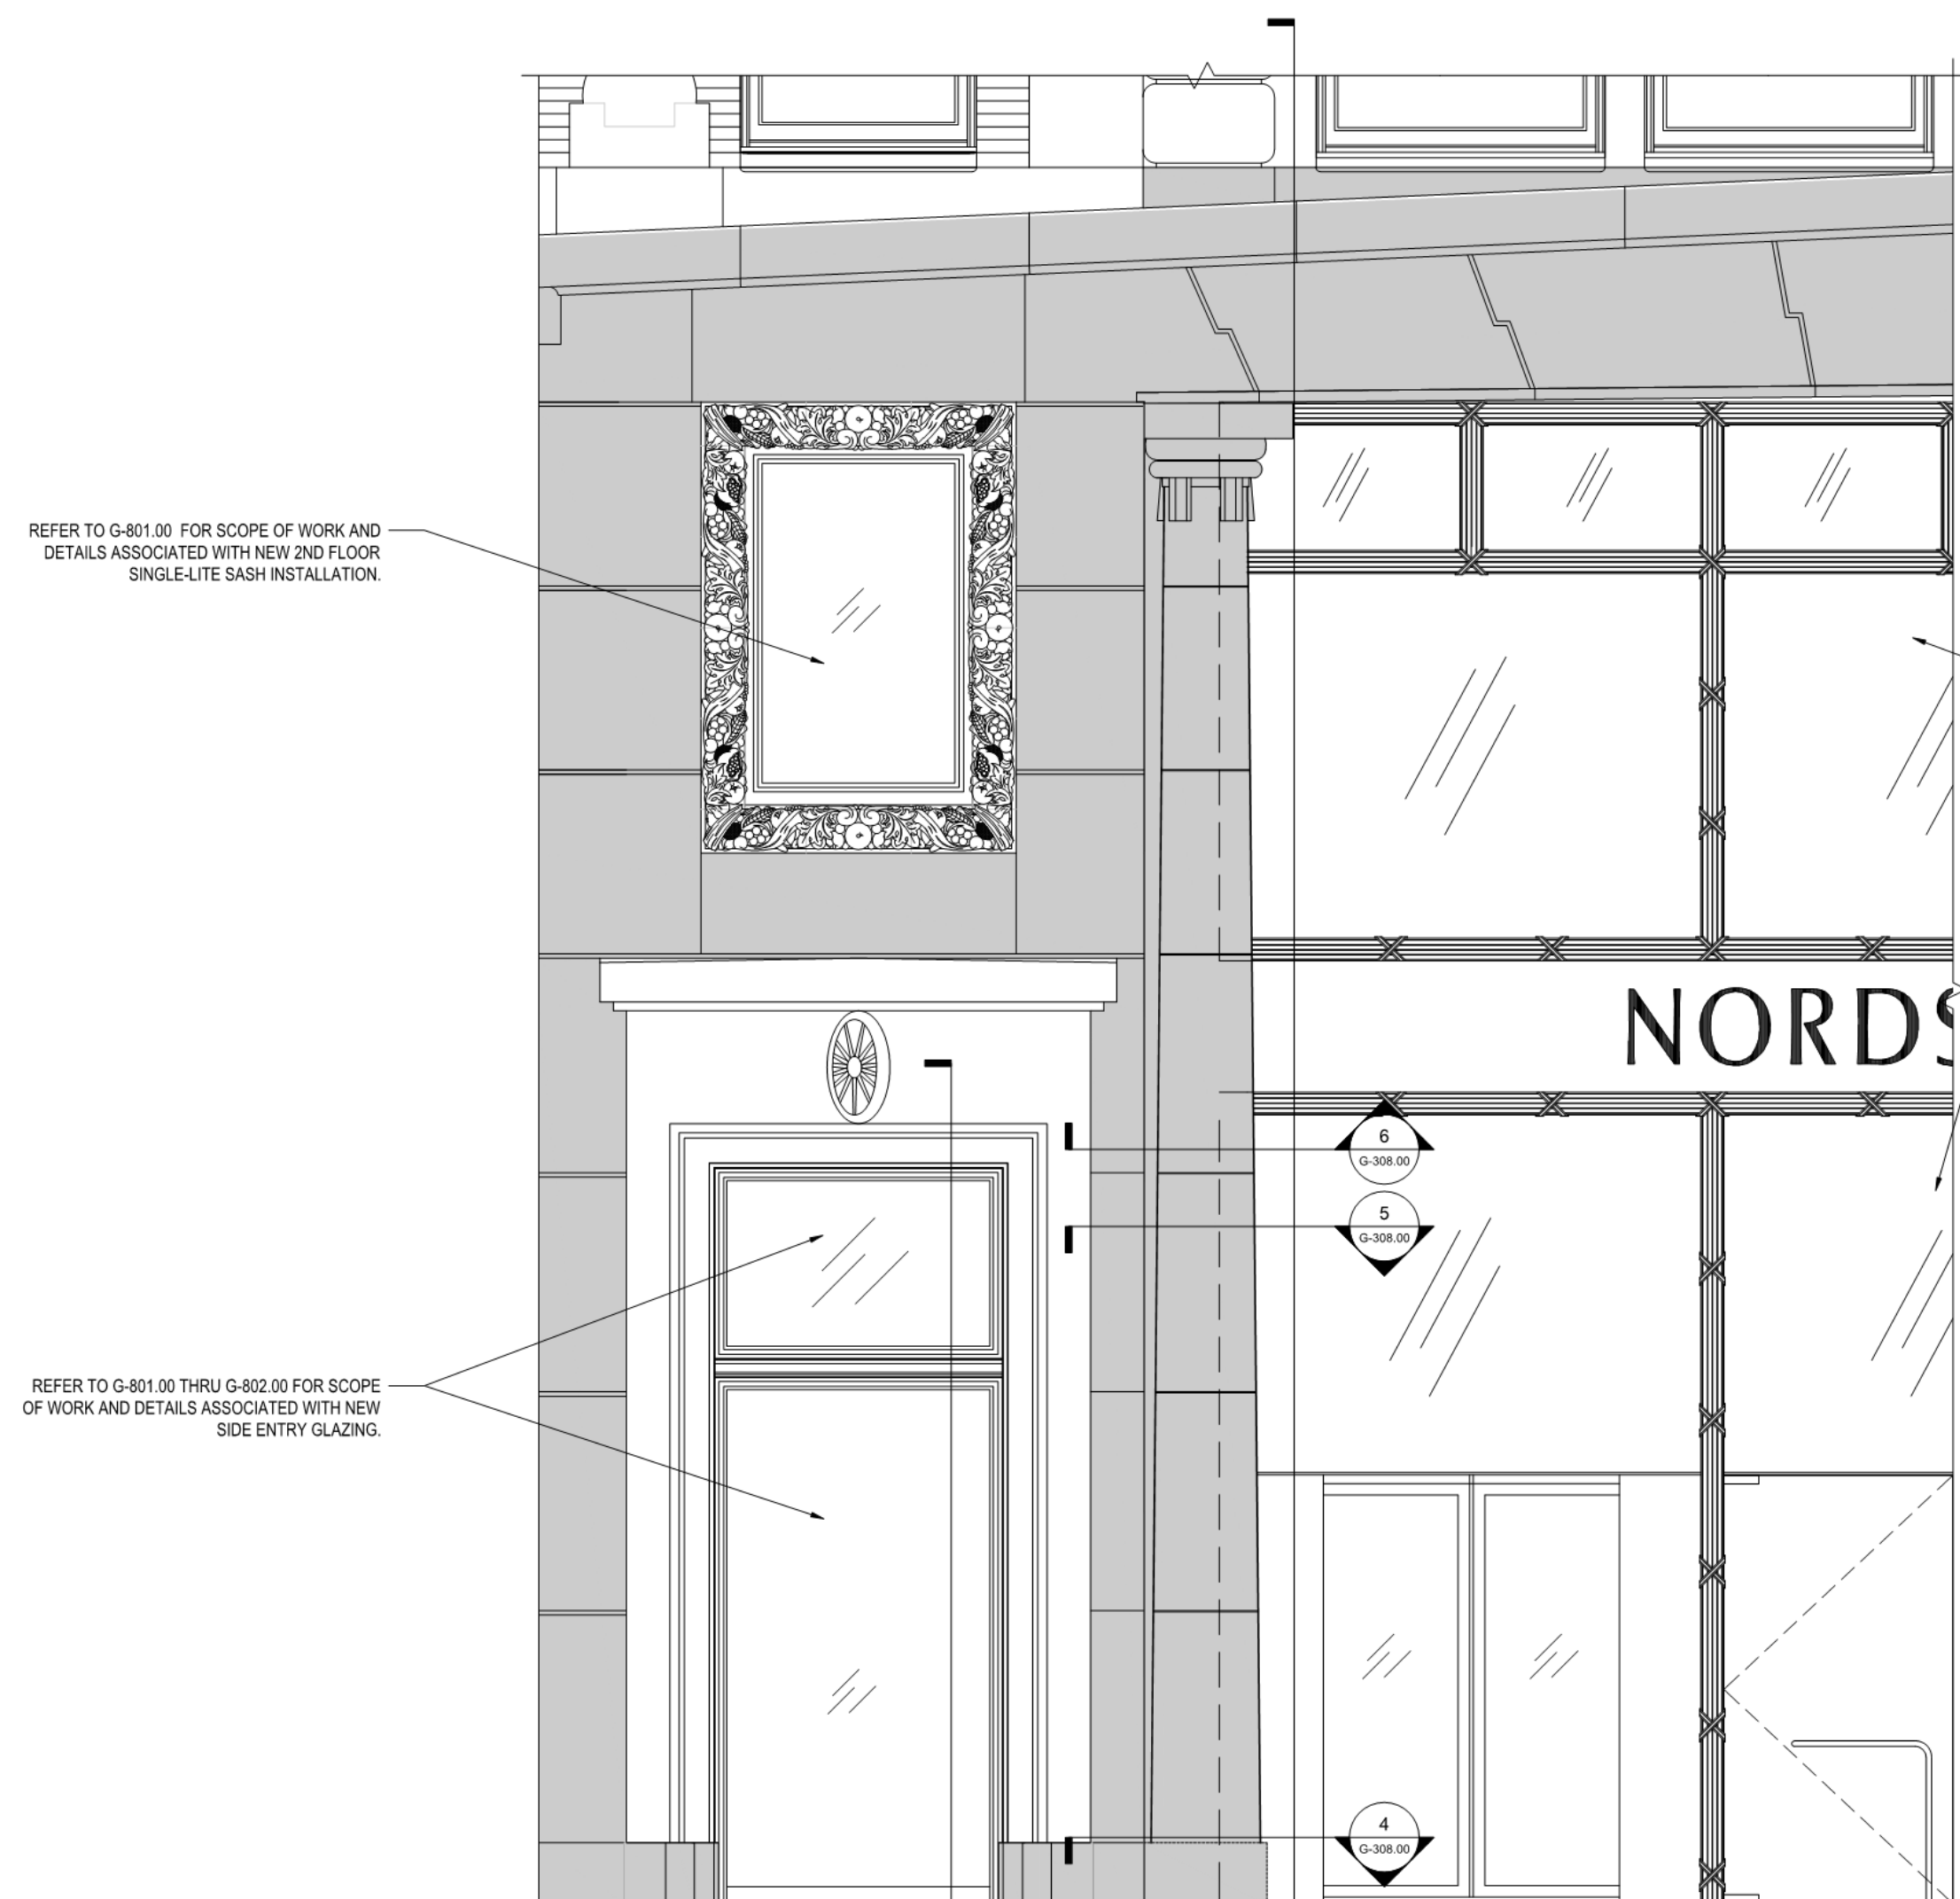 REFER TO G-801.00 FOR SCOPE OF WORK AND
DETAILS ASSOCIATED WITH NEW 2ND FLOOR
SINGLE-LITE SASH INSTALLATION.
NORDS
6
G-308.00
5
G-308.00
REFER TO G-801.00 THRU G-802.00 FOR SCOPE
OF WORK AND DETAILS ASSOCIATED WITH NEW
SIDE ENTRY GLAZING.
4
G-308.00